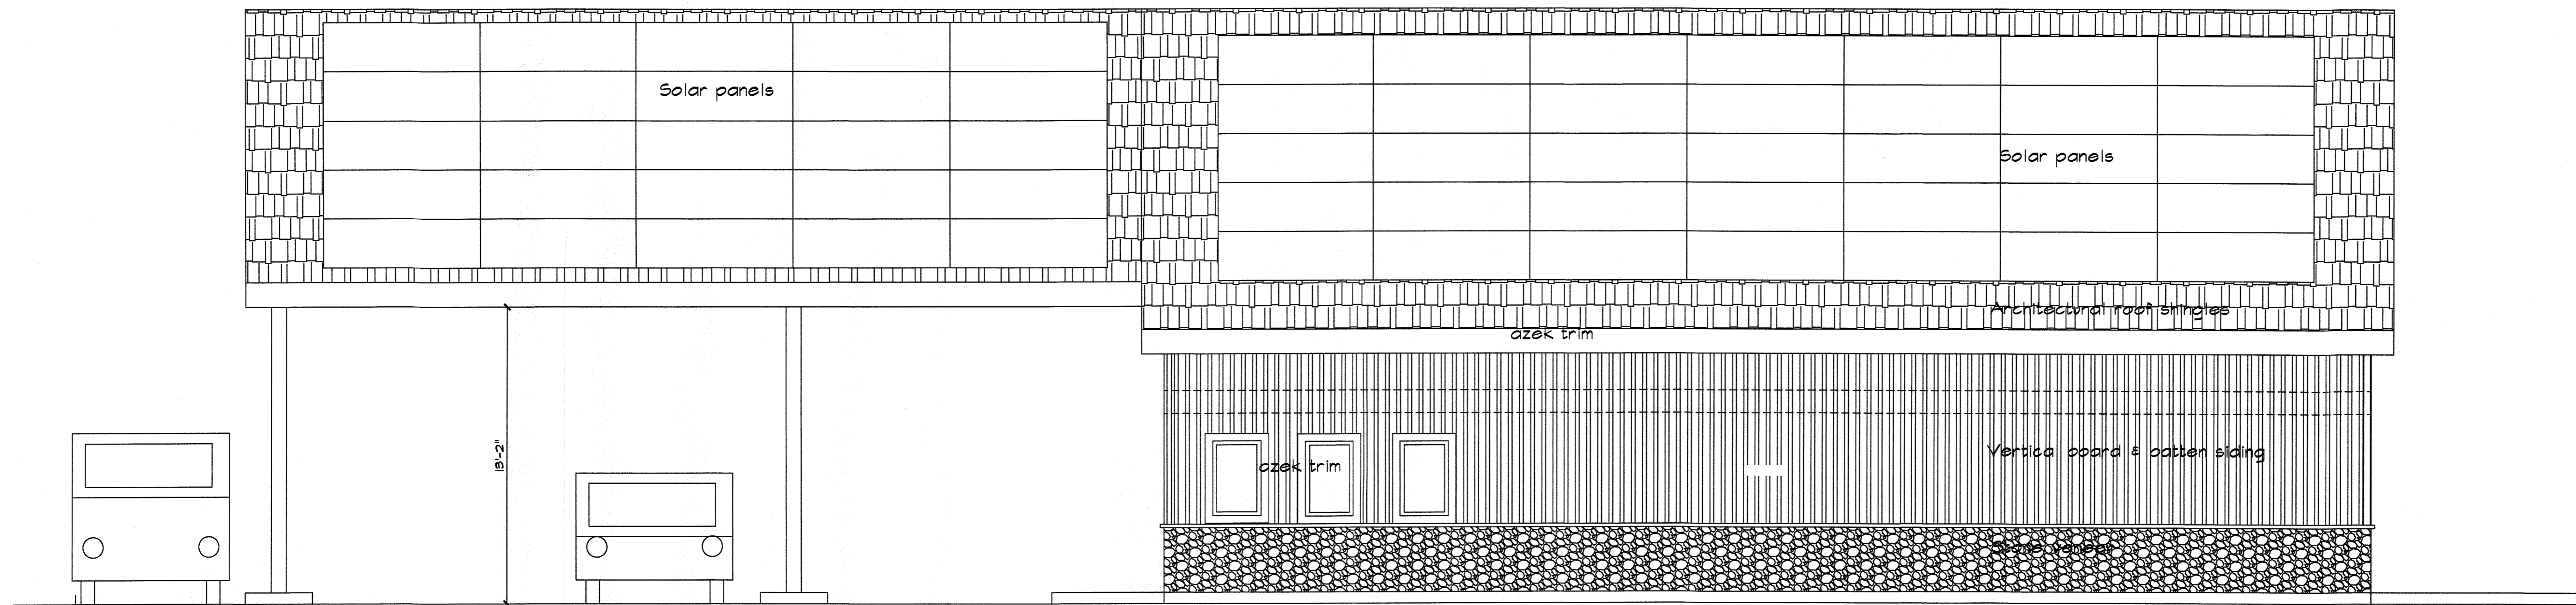 Solar panels
Solar panels
Architectural roof shingles
azek trim
13'-2"
Vertical board & batten siding
azek trim
Stone veneer